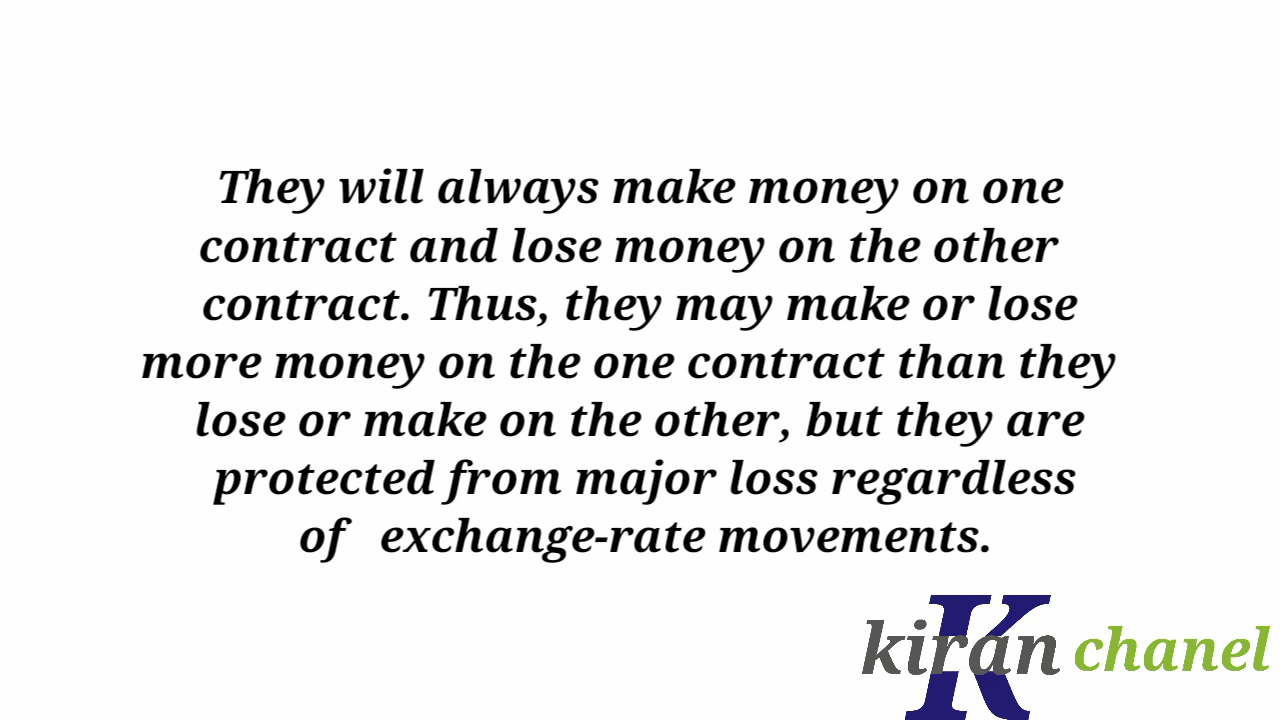 They will always make money on one
contract and lose money on the other
contract. Thus, they may make or lose
more money on the one contract than they
lose or make on the other, but they are
protected from major loss regardless
of exchange-rate movements.
K
kiran chanel